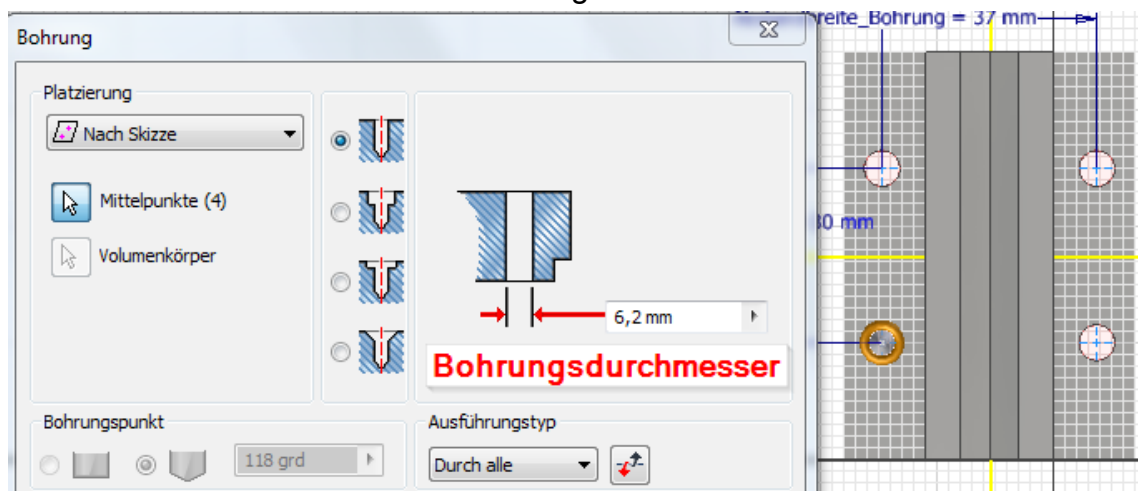 Bohrung
Platzierung
Nach Skizze
Mittelpunkte (4)
Volumenkörper
6,2 mm
Bohrungsdurchmesser
Bohrungspunkt
118 grd
Ausführungstyp
Durch alle
breite_Bohrung = 37 mm
30 mm